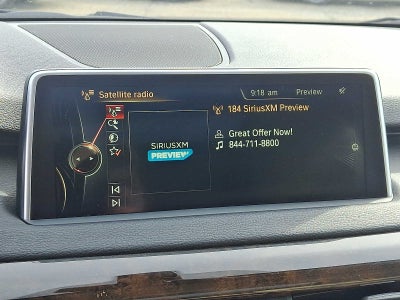 Satellite radio
9:18 am Preview
184 SiriusXM Preview
SiriusXM
PREVIEW
Great Offer Now!
844-711-8800